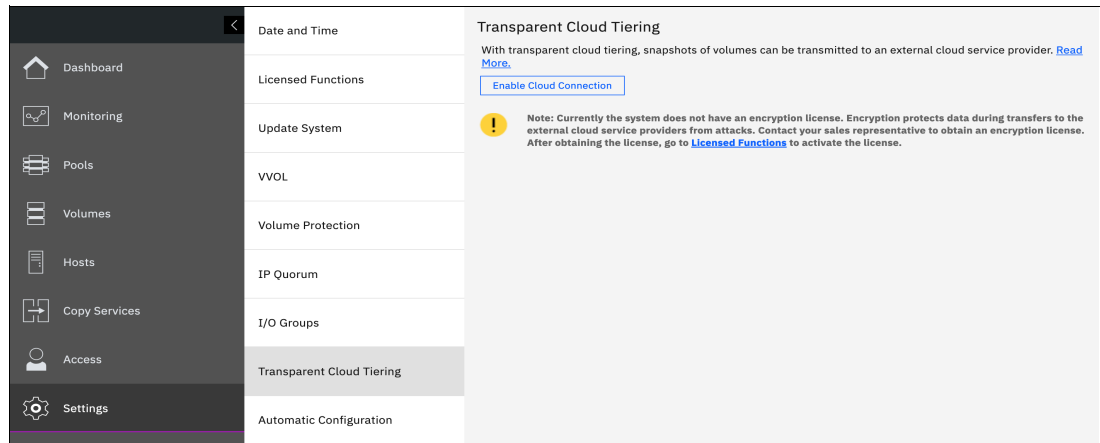 Dashboard
Monitoring
Pools
Volumes
Hosts
Copy Services
Access
Settings
Date and Time
Licensed Functions
Update System
VVOL
Volume Protection
IP Quorum
I/O Groups
Transparent Cloud Tiering
Automatic Configuration
Transparent Cloud Tiering
With transparent cloud tiering, snapshots of volumes can be transmitted to an external cloud service provider. Read
More.
Enable Cloud Connection
Note: Currently the system does not have an encryption license. Encryption protects data during transfers to the
external cloud service providers from attacks. Contact your sales representative to obtain an encryption license.
After obtaining the license, go to Licensed Functions to activate the license.